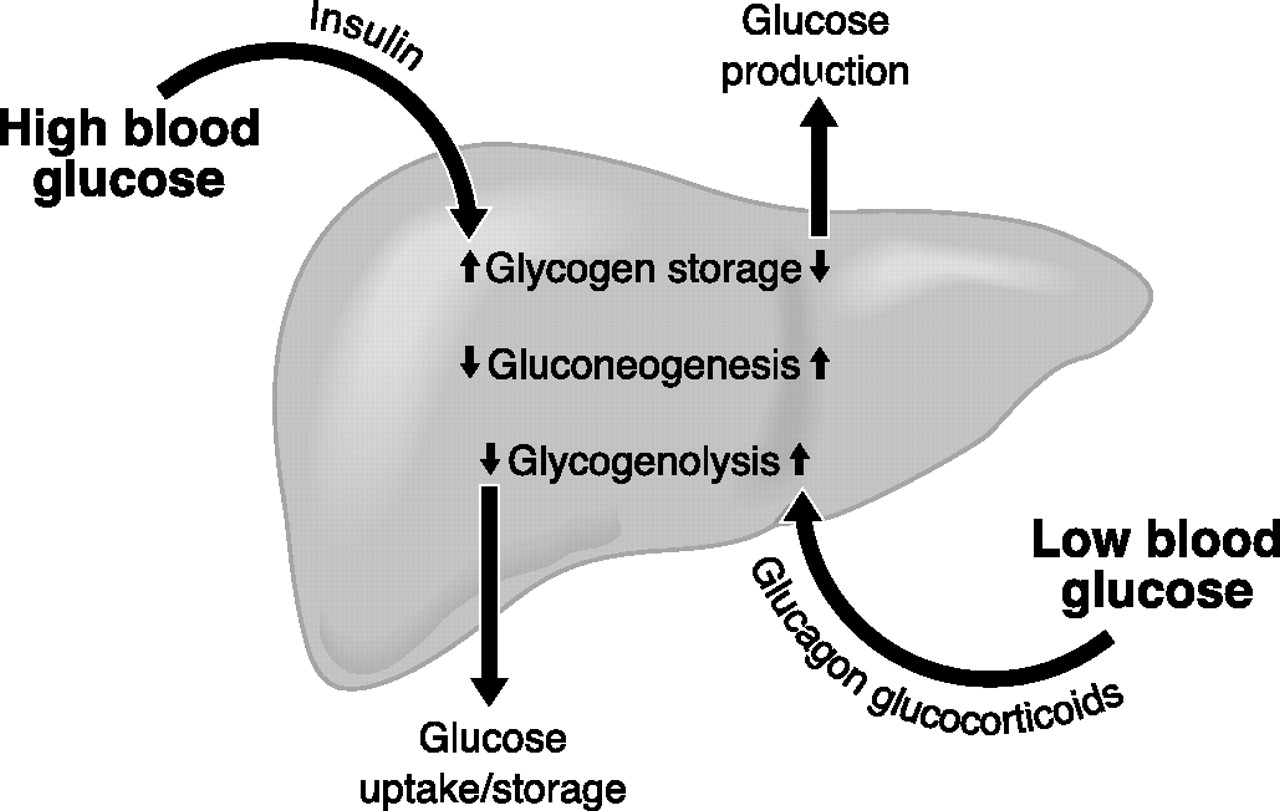 Insulin
Glucose
production
High blood
glucose
↑ Glycogen storage ↓
↓ Gluconeogenesis ↑
↓ Glycogenolysis ↑
Low blood
glucose
Glucagon glucocorticoids
Glucose
uptake/storage